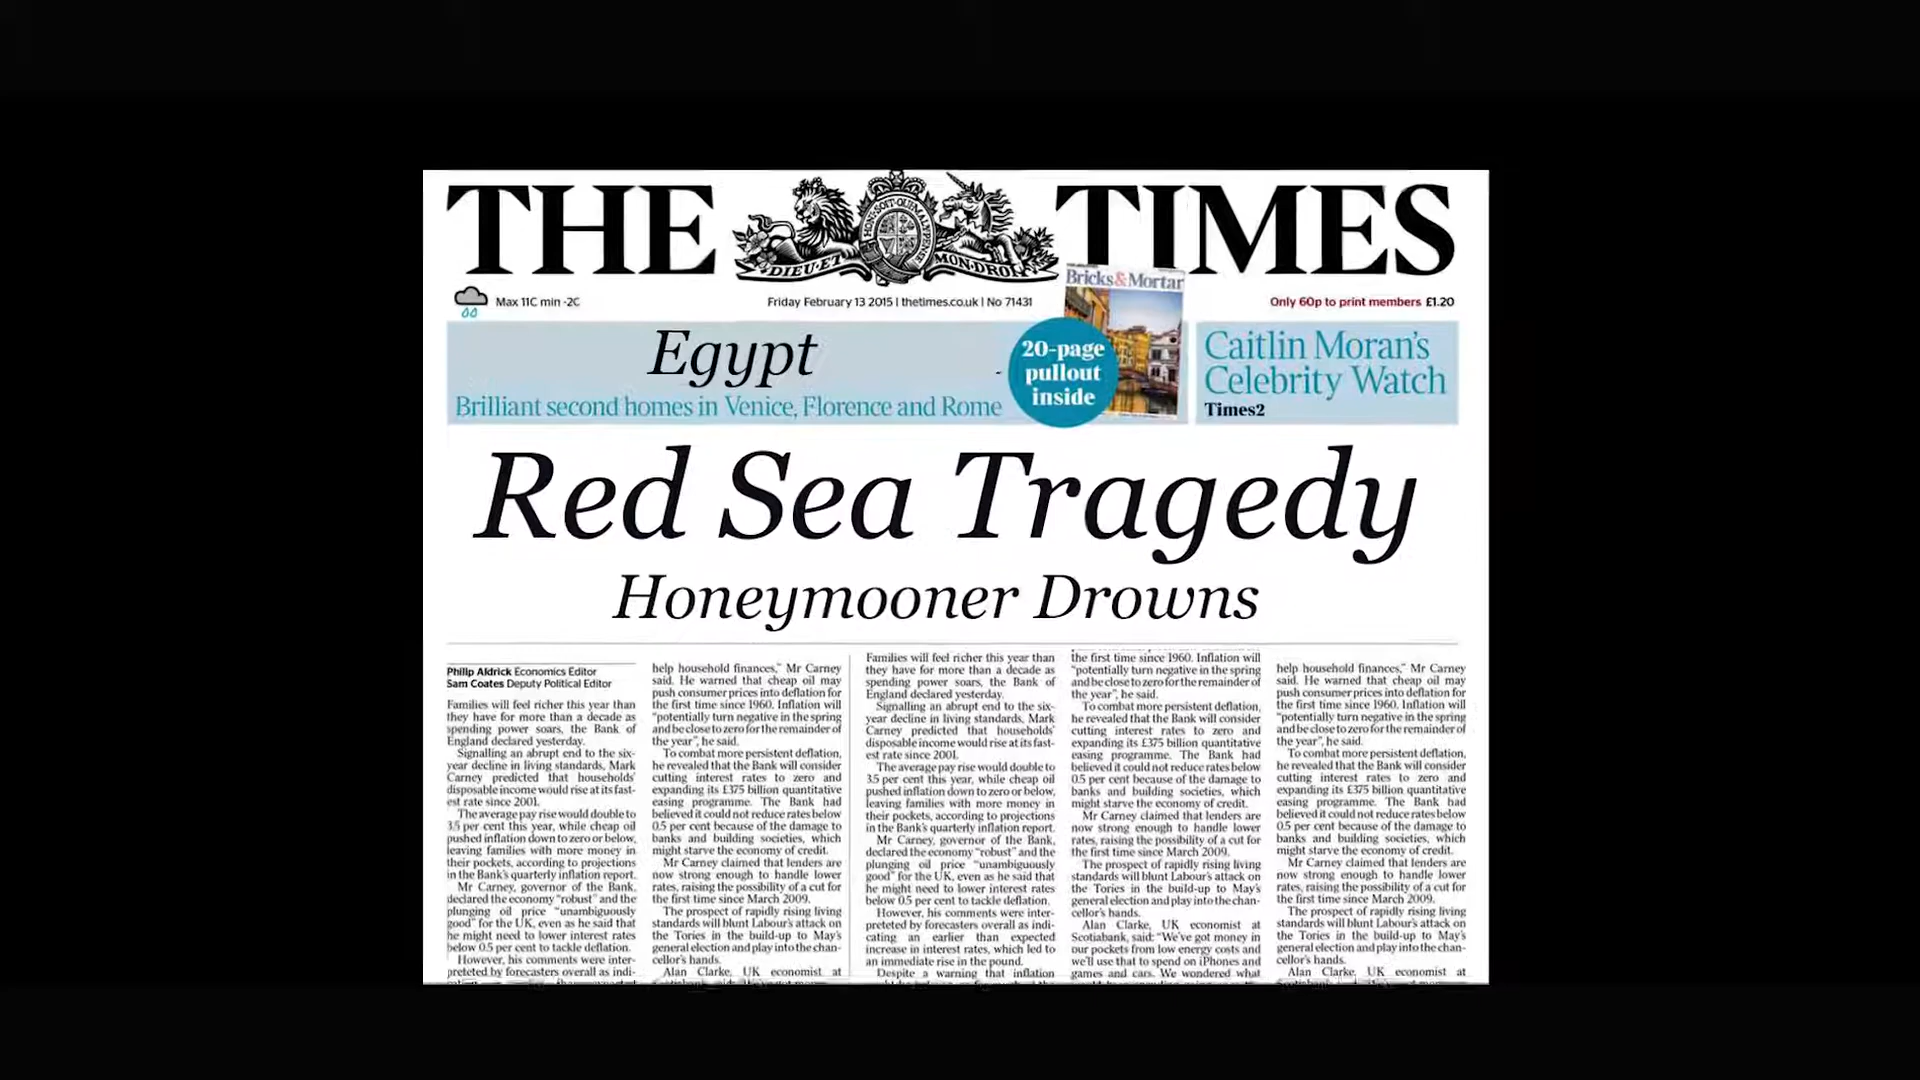 THE TIMES
HON·SOIT·QUI·MAL·Y·PENSE
DIEU·ET MON·DROIT
Bricks&Mortar
Max 11C min -2C
Friday February 13 2015 | thetimes.co.uk | No 71431
Only 60p to print members £1.20
Egypt
Brilliant second homes in Venice, Florence and Rome
20-page
pullout
inside
Caitlin Moran's
Celebrity Watch
Times2
Red Sea Tragedy
Honeymooner Drowns
Philip Aldrick Economics Editor
Sam Coates Deputy Political Editor
Families will feel richer this year than
they have for more than a decade as
spending power soars, the Bank of
England declared yesterday.
Signalling an abrupt end to the six-
year decline in living standards, Mark
Carney predicted that households'
disposable income would rise at its fast-
est rate since 2001.
The average pay rise would double to
3.5 per cent this year, while cheap oil
pushed inflation down to zero or below,
leaving families with more money in
their pockets, according to projections
in the Bank's quarterly inflation report.
Mr Carney, governor of the Bank,
declared the economy "robust" and the
plunging oil price "unambiguously
good" for the UK, even as he said that
he might need to lower interest rates
below 0.5 per cent to tackle deflation.
However, his comments were inter-
preted by forecasters overall as indi-
help household finances," Mr Carney
said. He warned that cheap oil may
push consumer prices into deflation for
the first time since 1960. Inflation will
"potentially turn negative in the spring
and be close to zero for the remainder of
the year", he said.
To combat more persistent deflation,
he revealed that the Bank will consider
cutting interest rates to zero and
expanding its £375 billion quantitative
easing programme. The Bank had
believed it could not reduce rates below
0.5 per cent because of the damage to
banks and building societies, which
might starve the economy of credit.
Mr Carney claimed that lenders are
now strong enough to handle lower
rates, raising the possibility of a cut for
the first time since March 2009.
The prospect of rapidly rising living
standards will blunt Labour's attack on
the Tories in the build-up to May's
general election and play into the chan-
cellor's hands.
Alan Clarke, UK economist at
Families will feel richer this year than
they have for more than a decade as
spending power soars, the Bank of
England declared yesterday.
Signalling an abrupt end to the six-
year decline in living standards, Mark
Carney predicted that households'
disposable income would rise at its fast-
est rate since 2001.
The average pay rise would double to
3.5 per cent this year, while cheap oil
pushed inflation down to zero or below,
leaving families with more money in
their pockets, according to projections
in the Bank's quarterly inflation report.
Mr Carney, governor of the Bank,
declared the economy "robust" and the
plunging oil price "unambiguously
good" for the UK, even as he said that
he might need to lower interest rates
below 0.5 per cent to tackle deflation.
However, his comments were inter-
preted by forecasters overall as indi-
cating an earlier than expected
increase in interest rates, which led to
an immediate rise in the pound.
Despite a warning that inflation
the first time since 1960. Inflation will
"potentially turn negative in the spring
and be close to zero for the remainder of
the year", he said.
To combat more persistent deflation,
he revealed that the Bank will consider
cutting interest rates to zero and
expanding its £375 billion quantitative
easing programme. The Bank had
believed it could not reduce rates below
0.5 per cent because of the damage to
banks and building societies, which
might starve the economy of credit.
Mr Carney claimed that lenders are
now strong enough to handle lower
rates, raising the possibility of a cut for
the first time since March 2009.
The prospect of rapidly rising living
standards will blunt Labour's attack on
the Tories in the build-up to May's
general election and play into the chan-
cellor's hands.
Alan Clarke, UK economist at
Scotiabank, said: "We've got money in
our pockets from low energy costs and
we'll use that to spend on iPhones and
games and cars. We wondered what
help household finances," Mr Carney
said. He warned that cheap oil may
push consumer prices into deflation for
the first time since 1960. Inflation will
"potentially turn negative in the spring
and be close to zero for the remainder of
the year", he said.
To combat more persistent deflation,
he revealed that the Bank will consider
cutting interest rates to zero and
expanding its £375 billion quantitative
easing programme. The Bank had
believed it could not reduce rates below
0.5 per cent because of the damage to
banks and building societies, which
might starve the economy of credit.
Mr Carney claimed that lenders are
now strong enough to handle lower
rates, raising the possibility of a cut for
the first time since March 2009.
The prospect of rapidly rising living
standards will blunt Labour's attack on
the Tories in the build-up to May's
general election and play into the chan-
cellor's hands.
Alan Clarke, UK economist at